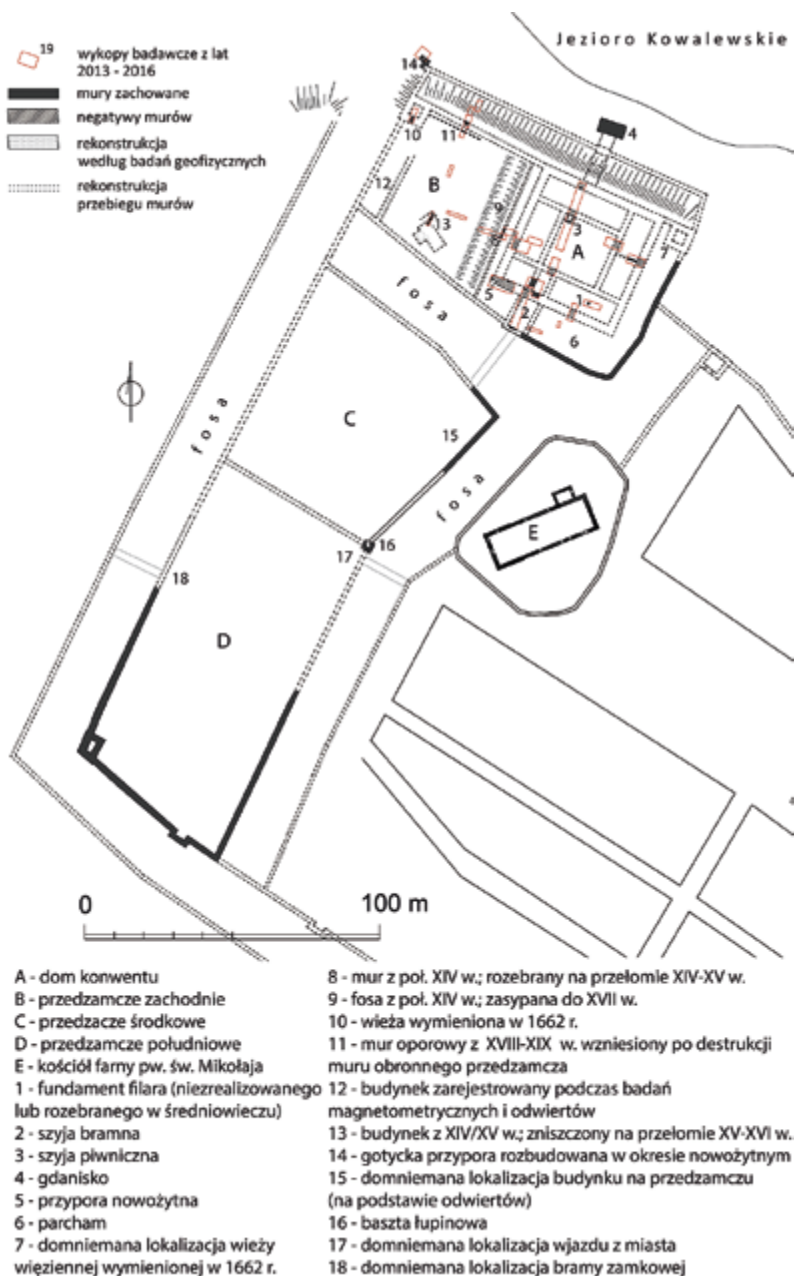 Jezioro Kowalewskie
19
wykopy badawcze z lat
2013 - 2016
mury zachowane
negatywy murów
rekonstrukcja
według badań geofizycznych
rekonstrukcja
przebiegu murów
14
4
10
11
12
B
9
3
A
7
13
8
5
2
1
6
fosa
fosa
C
15
fosa
E
17
16
18
D
0
100 m
A - dom konwentu
B - przedzamcze zachodnie
C - przedzacze środkowe
D - przedzamcze południowe
E - kościół farny pw. św. Mikołaja
1 - fundament filara (niezrealizowanego
lub rozebranego w średniowieczu)
2 - szyja bramna
3 - szyja piwniczna
4 - gdanisko
5 - przypora nowożytna
6 - parcham
7 - domniemana lokalizacja wieży
więziennej wymienionej w 1662 r.
8 - mur z poł. XIV w.; rozebrany na przełomie XIV-XV w.
9 - fosa z poł. XIV w.; zasypana do XVII w.
10 - wieża wymieniona w 1662 r.
11 - mur oporowy z XVIII-XIX w. wzniesiony po destrukcji
muru obronnego przedzamcza
12 - budynek zarejestrowany podczas badań
magnetometrycznych i odwiertów
13 - budynek z XIV/XV w.; zniszczony na przełomie XV-XVI w.
14 - gotycka przypora rozbudowana w okresie nowożytnym
15 - domniemana lokalizacja budynku na przedzamczu
(na podstawie odwiertów)
16 - baszta łupinowa
17 - domniemana lokalizacja wjazdu z miasta
18 - domniemana lokalizacja bramy zamkowej